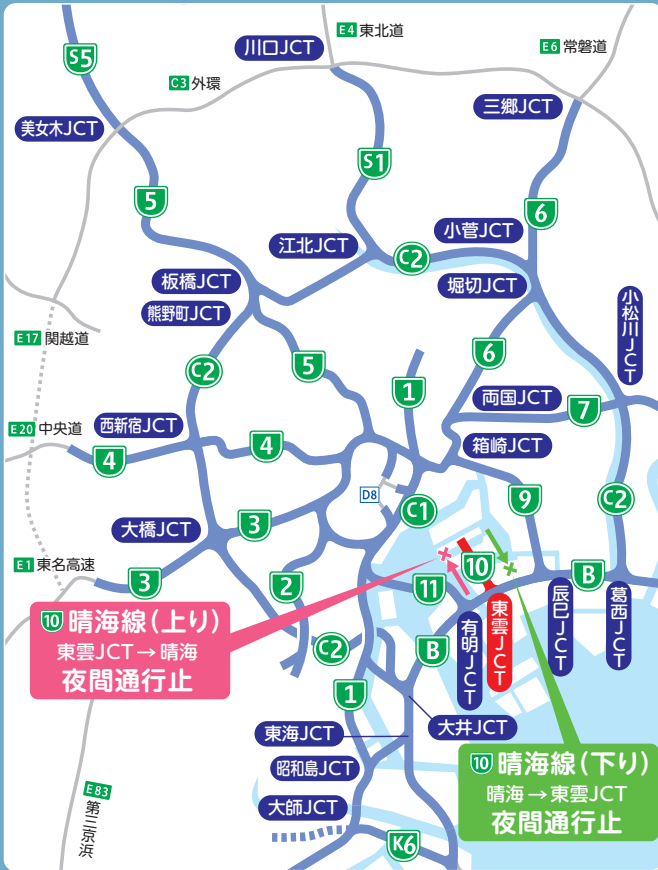 E4 東北道
川口JCT
E6 常磐道
S5
C3 外環
三郷JCT
美女木JCT
S1
5
6
小菅JCT
江北JCT
C2
板橋JCT
堀切JCT
熊野町JCT
小松川JCT
E17 関越道
5
6
C2
1
両国JCT
7
E20 中央道
西新宿JCT
4
4
箱崎JCT
D8
9
C2
C1
大橋JCT
3
E1 東名高速
3
2
10
11
B
10 晴海線(上り)
東雲JCT→晴海
夜間通行止
有明JCT
東雲JCT
辰巳JCT
葛西JCT
C2
B
1
大井JCT
東海JCT
昭和島JCT
10 晴海線(下り)
晴海→東雲JCT
夜間通行止
大師JCT
E83
第三京浜
K6